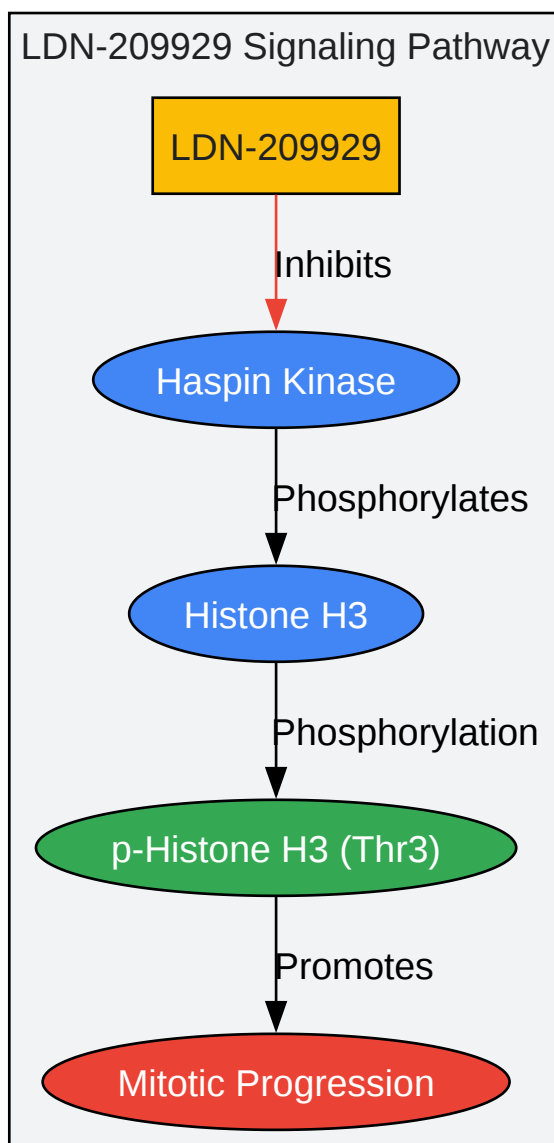 LDN-209929 Signaling Pathway
LDN-209929
Inhibits
Haspin Kinase
Phosphorylates
Histone H3
Phosphorylation
p-Histone H3 (Thr3)
Promotes
Mitotic Progression